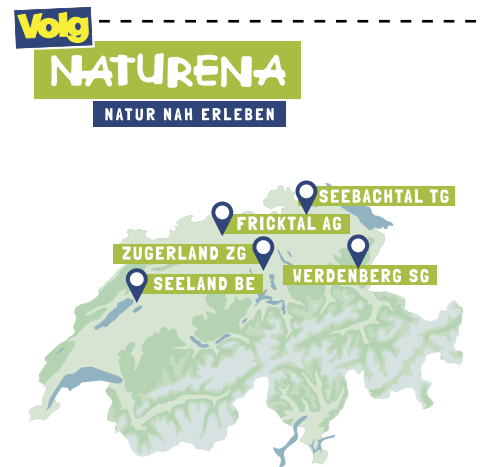 Volg
NATURENA
NATUR NAH ERLEBEN
SEEBACHTAL TG
FRICKTAL AG
ZUGERLAND ZG
WERDENBERG SG
SEELAND BE